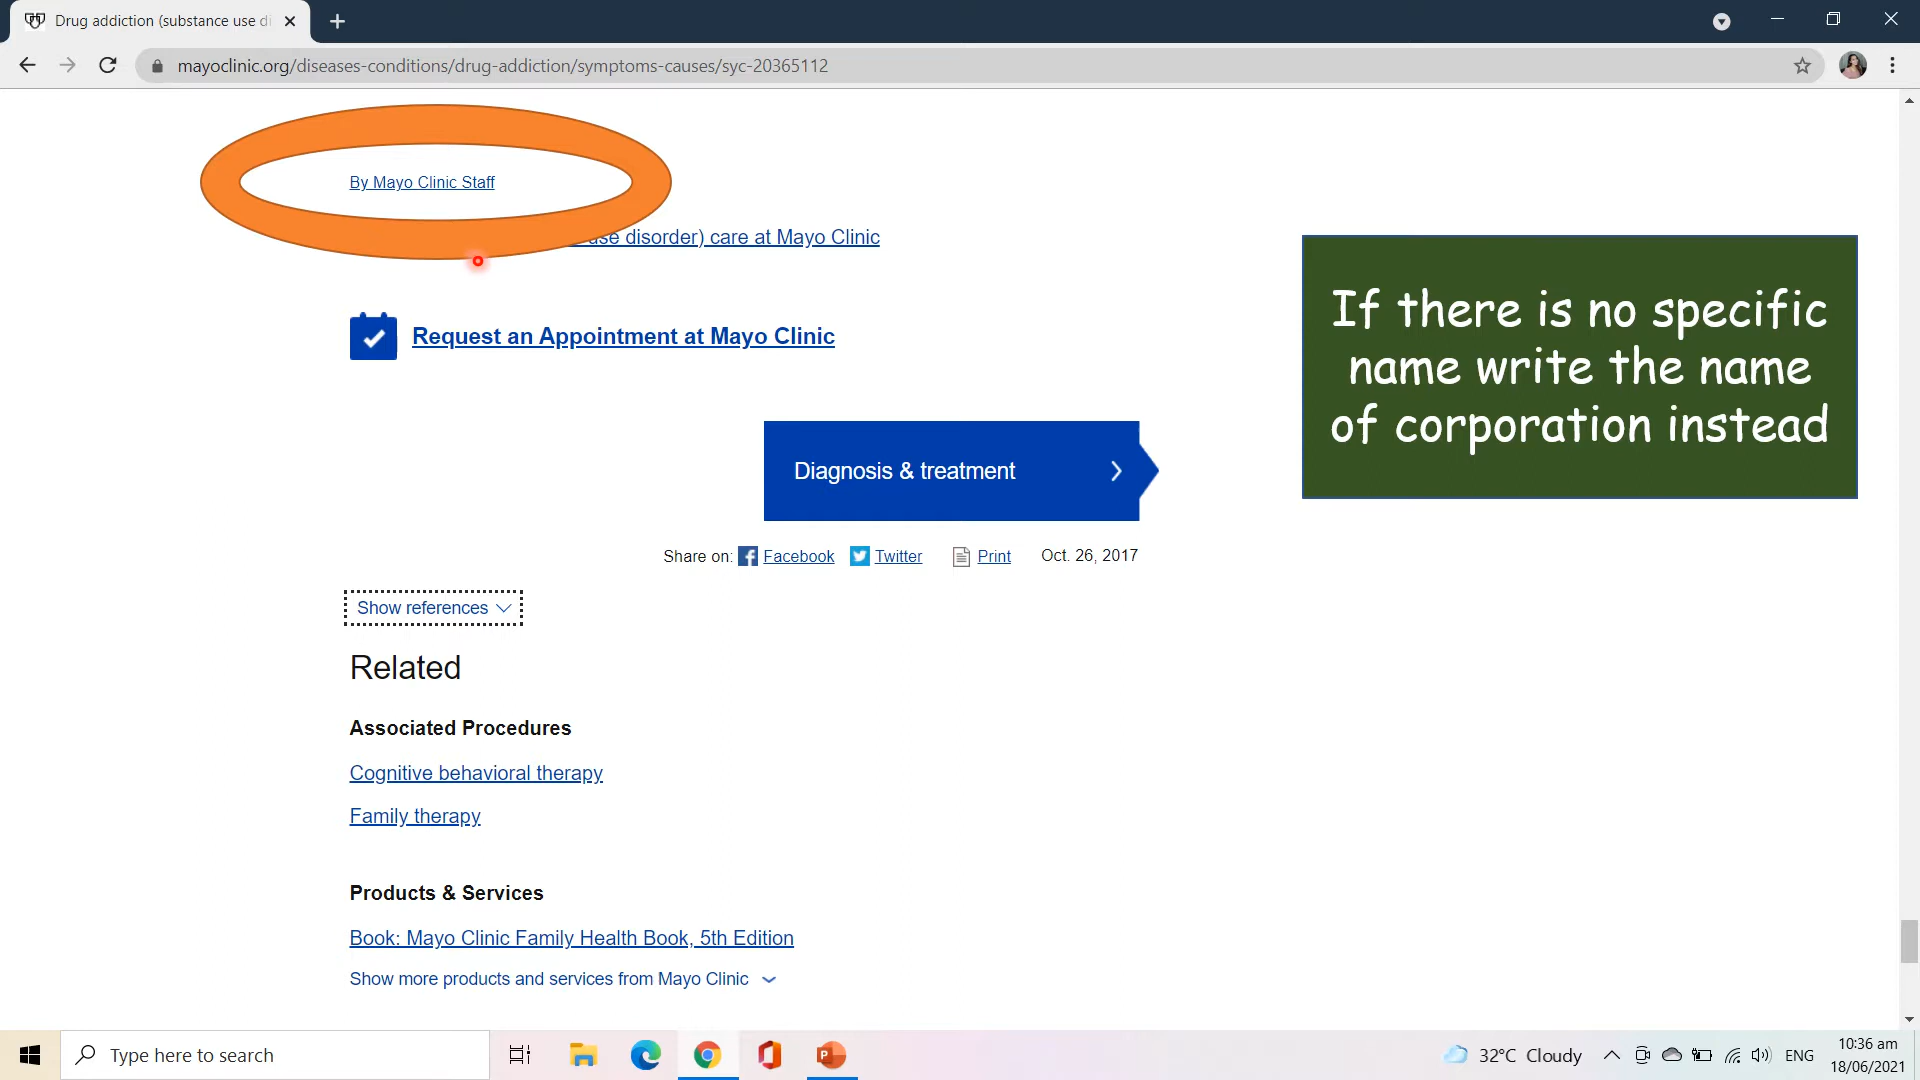 Drug addiction (substance use di
mayoclinic.org/diseases-conditions/drug-addiction/symptoms-causes/syc-20365112
By Mayo Clinic Staff
use disorder) care at Mayo Clinic
Request an Appointment at Mayo Clinic
If there is no specific
name write the name
of corporation instead
Diagnosis & treatment
Share on: Facebook Twitter Print Oct. 26, 2017
Show references
Related
Associated Procedures
Cognitive behavioral therapy
Family therapy
Products & Services
Book: Mayo Clinic Family Health Book, 5th Edition
Show more products and services from Mayo Clinic
Type here to search
32°C Cloudy
ENG
10:36 am
18/06/2021